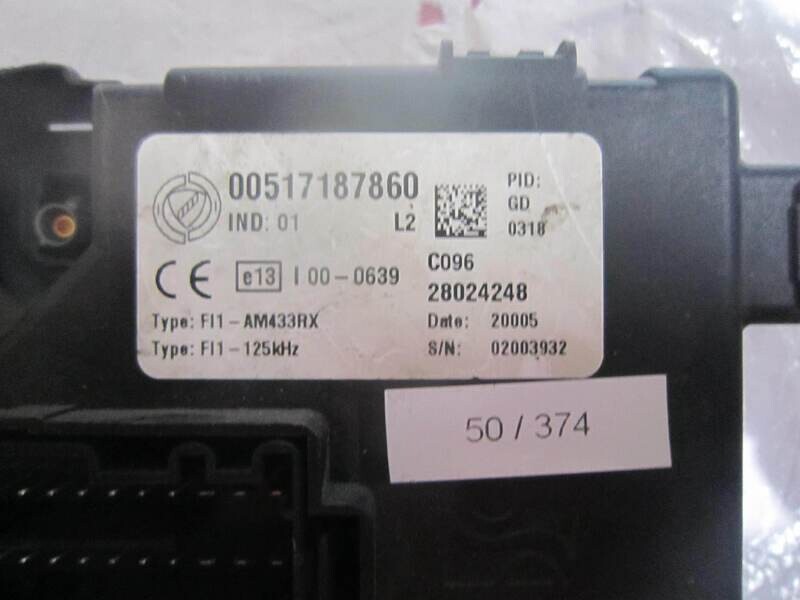 00517187860
IND: 01 L2
PID:
GD
0318
CE e13 I 00-0639
C096
28024248
Type: FI1-AM433RX
Date: 20005
Type: FI1-125kHz
S/N: 02003932
50 / 374